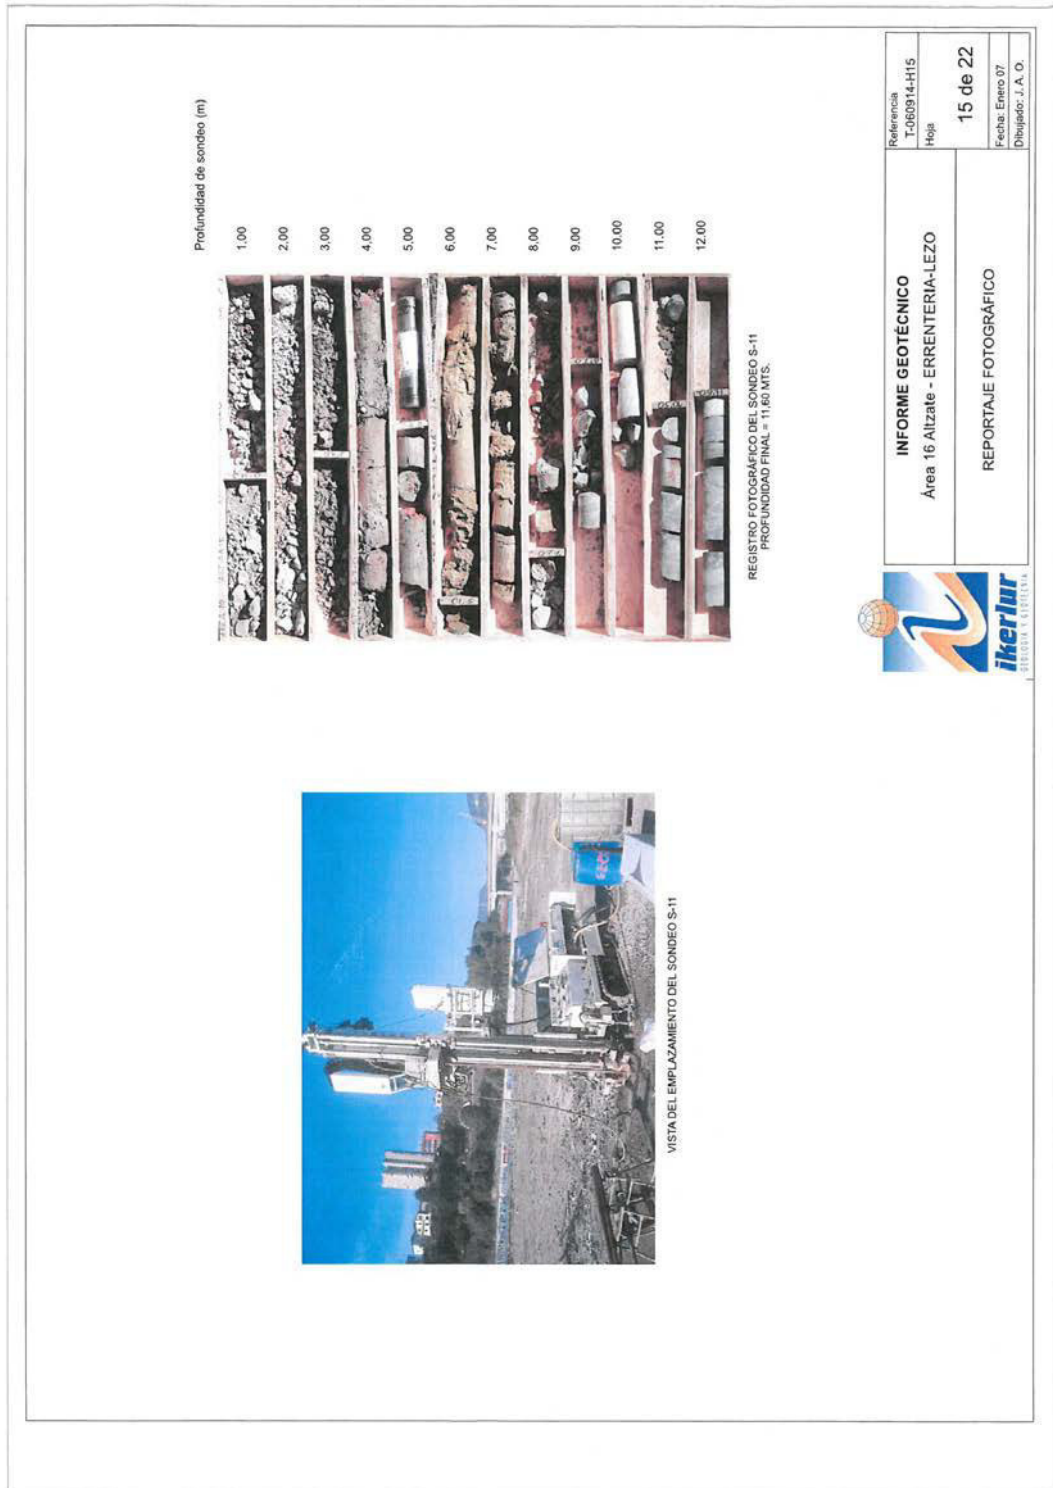 Profundidad de sondeo (m)
1.00
2.00
3.00
4.00
5.00
6.00
7.00
8.00
9.00
10.00
11.00
12.00
REGISTRO FOTOGRÁFICO DEL SONDEO S-11
PROFUNDIDAD FINAL = 11,60 MTS.
VISTA DEL EMPLAZAMIENTO DEL SONDEO S-11
ikerlur
GEOLOGIA Y GEOTECNIA
INFORME GEOTÉCNICO
Área 16 Altzate - ERRENTERIA-LEZO
REPORTAJE FOTOGRÁFICO
Referencia
T-060914-H15
Hoja
15 de 22
Fecha: Enero 07
Dibujado: J. A. O.